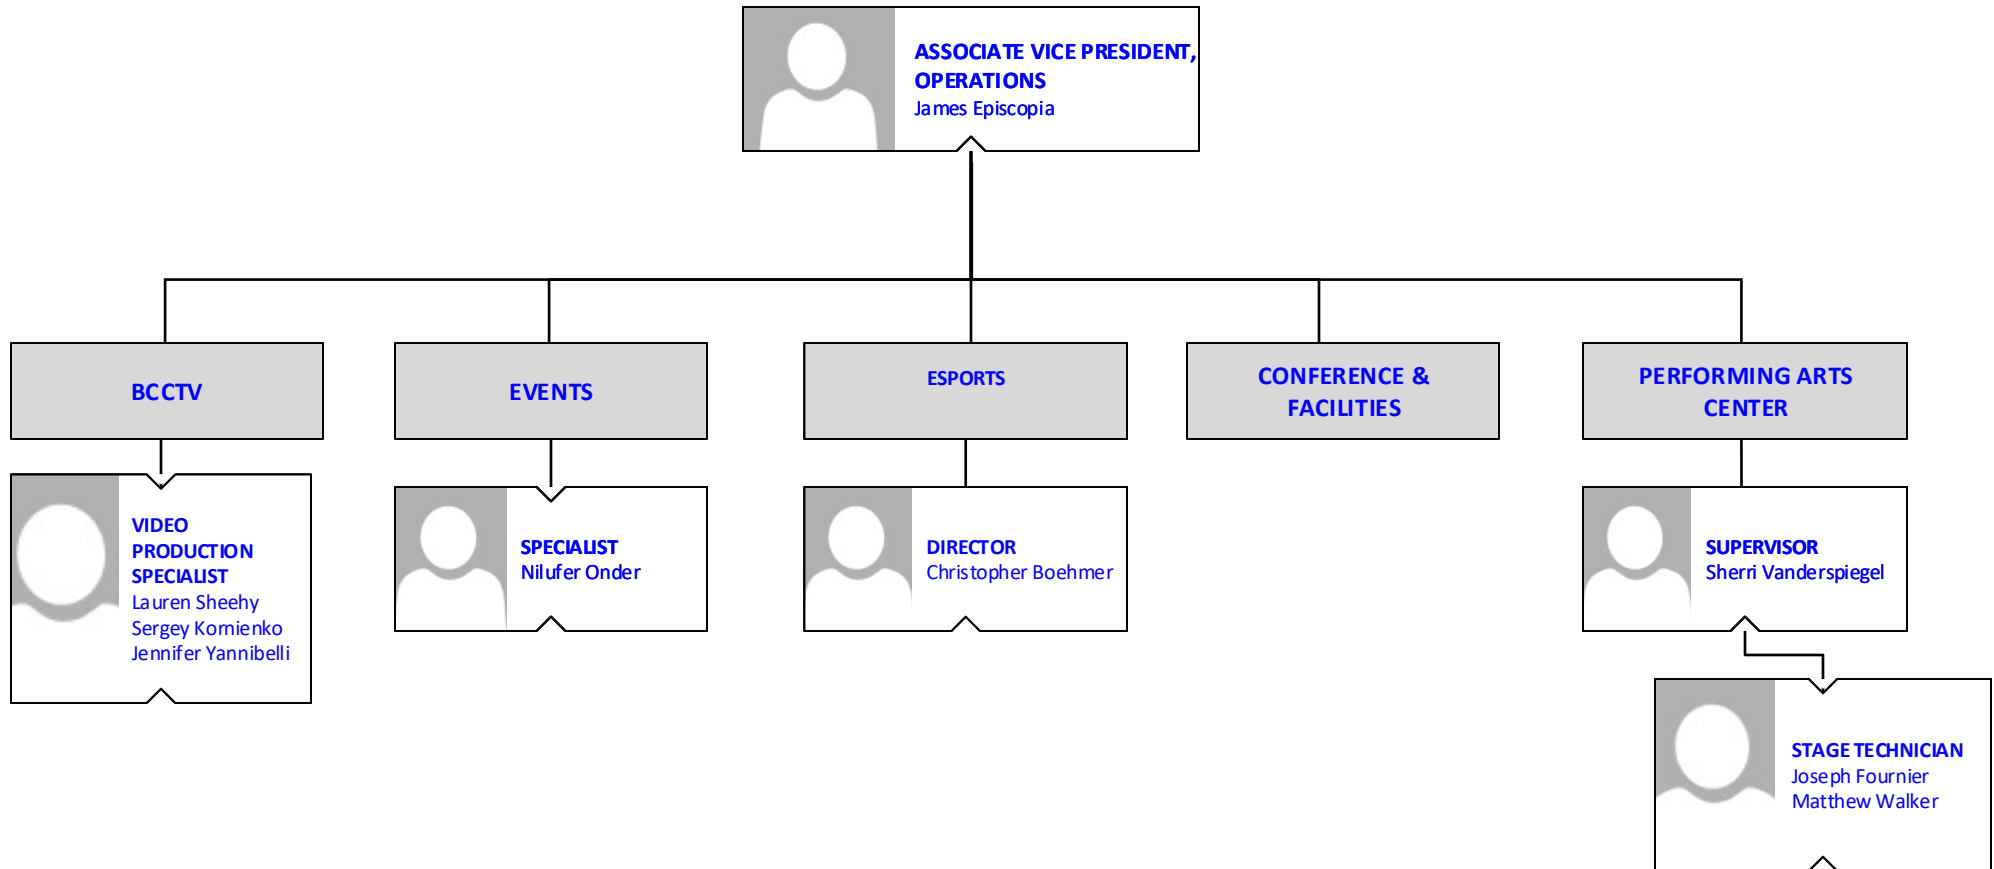 ASSOCIATE VICE PRESIDENT,
OPERATIONS
James Episcopia
BCCTV
EVENTS
ESPORTS
CONFERENCE &
FACILITIES
PERFORMING ARTS
CENTER
VIDEO
PRODUCTION
SPECIALIST
Lauren Sheehy
Sergey Kornienko
Jennifer Yannibelli
SPECIALIST
Nilufer Onder
DIRECTOR
Christopher Boehmer
SUPERVISOR
Sherri Vanderspiegel
STAGE TECHNICIAN
Joseph Fournier
Matthew Walker